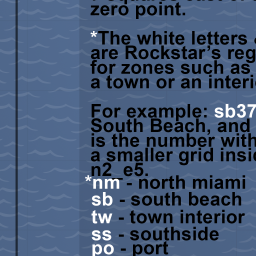 zero point.
*The white letters
are Rockstar's reg
for zones such as
a town or an interi
For example: sb37
South Beach, and
is the number with
a smaller grid insi
n2_e5.
*nm - north miami
sb - south beach
tw - town interior
ss - southside
po - port